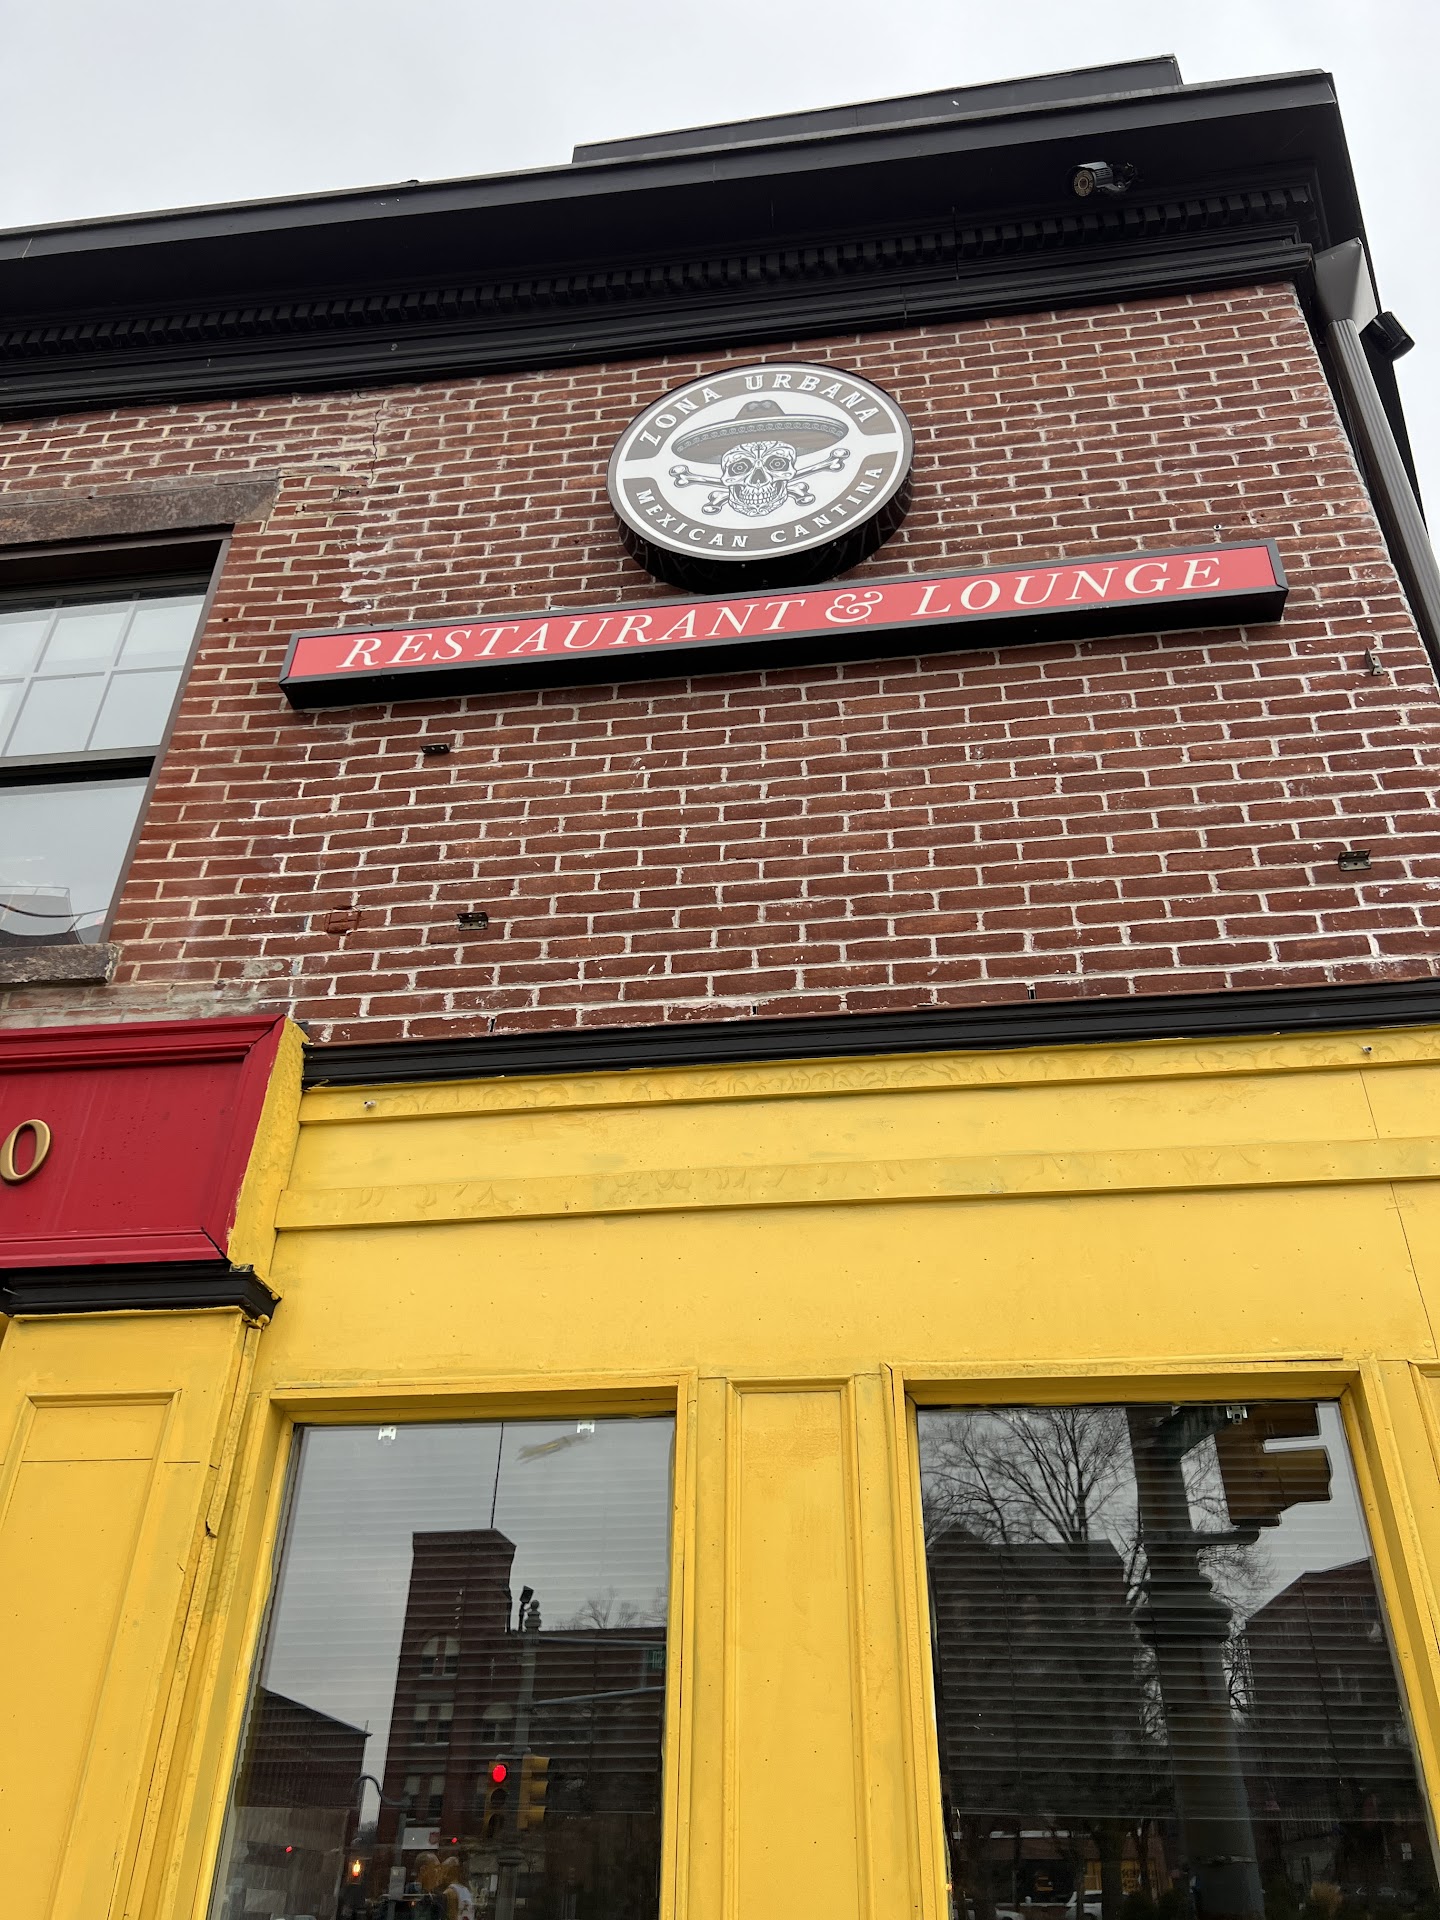 ZONA URBANA
MEXICAN CANTINA
RESTAURANT & LOUNGE
O